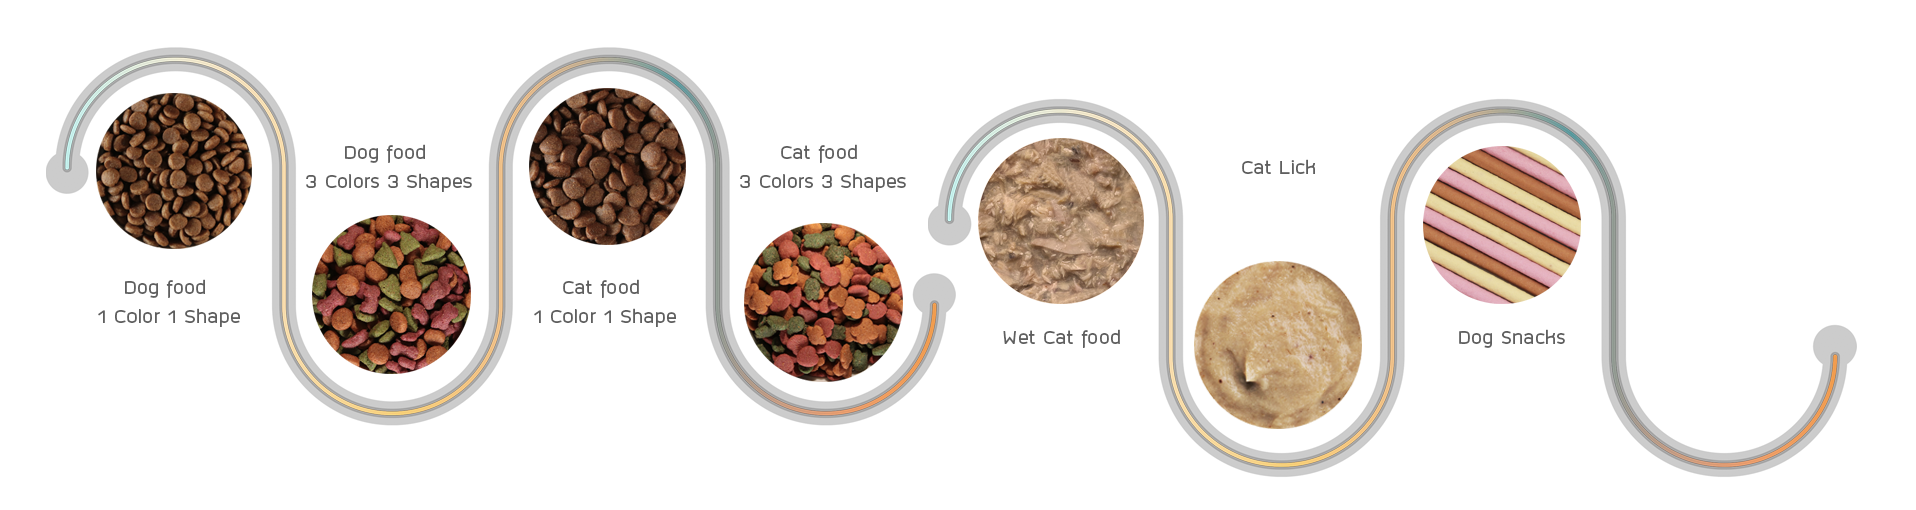 Dog food
1 Color 1 Shape
Dog food
3 Colors 3 Shapes
Cat food
1 Color 1 Shape
Cat food
3 Colors 3 Shapes
Wet Cat food
Cat Lick
Dog Snacks